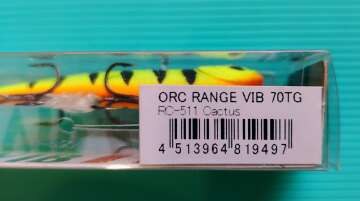 ORC RANGE VIB 70TG
RC-511 Cactus
4 513964 819497